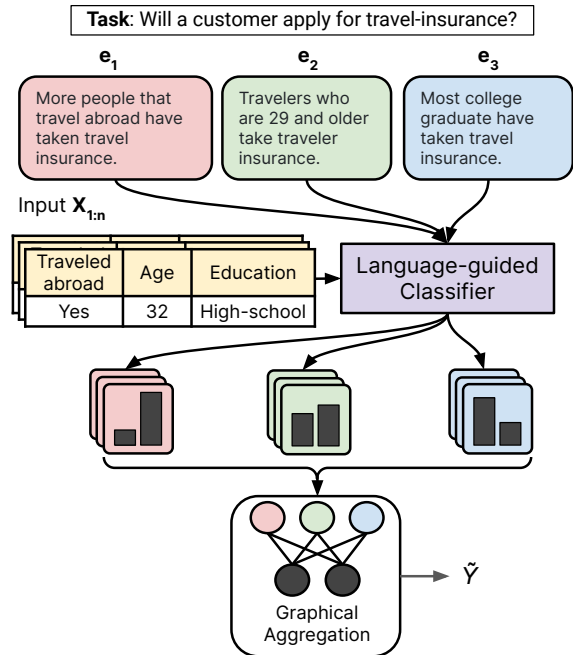 Task: Will a customer apply for travel-insurance?
e1
e2
e3
More people that
travel abroad have
taken travel
insurance.
Travelers who
are 29 and older
take traveler
insurance.
Most college
graduate have
taken travel
insurance.
Input X1:n
Traveled
abroad
Age
Education
Yes
32
High-school
Language-guided
Classifier
Graphical
Aggregation
Ỹ